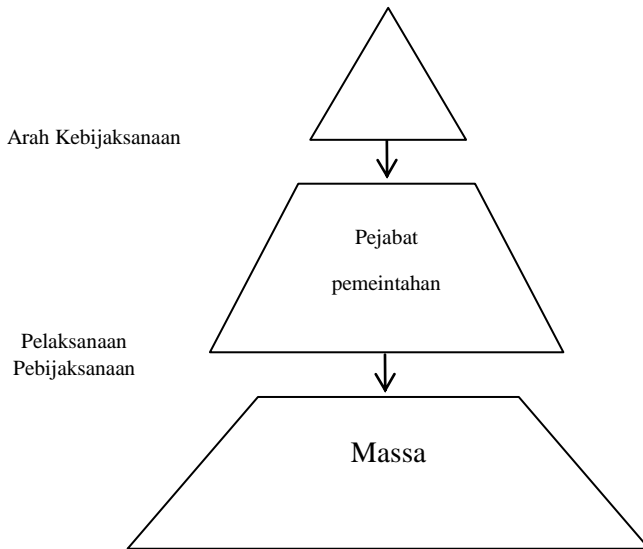 Arah Kebijaksanaan
Pejabat
pemeintahan
Pelaksanaan
Pebijaksanaan
Massa